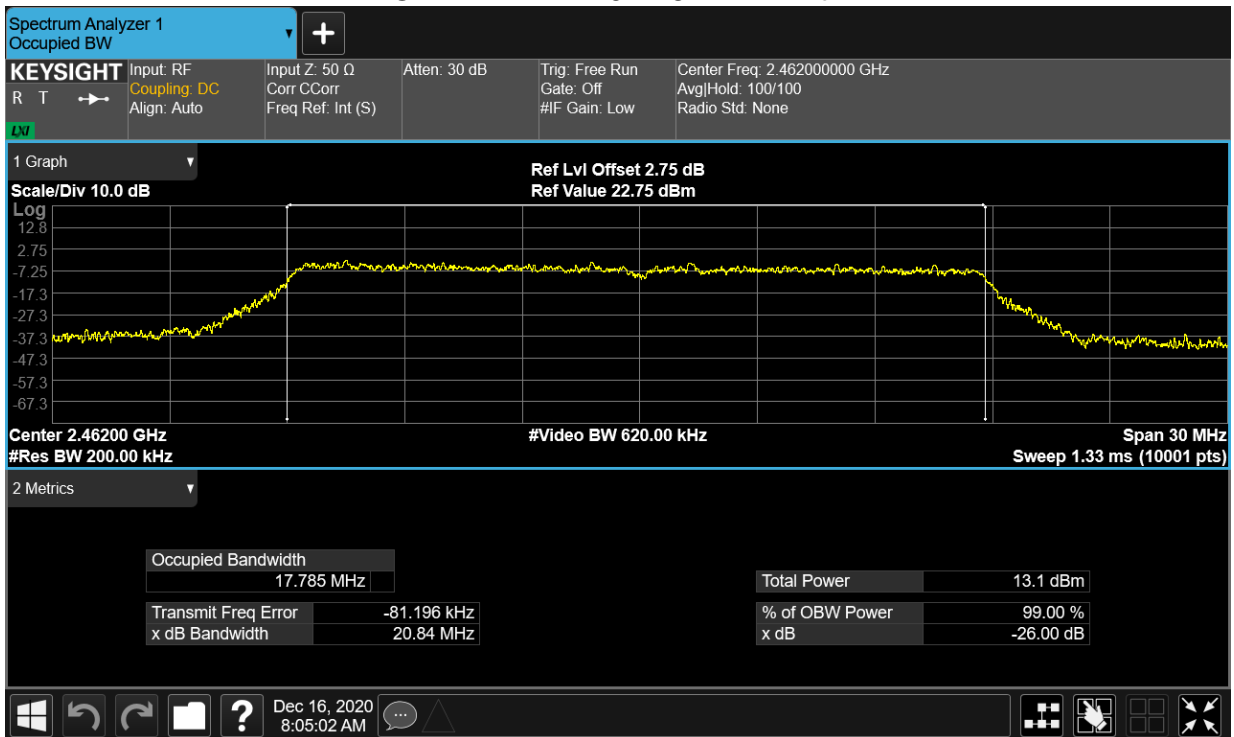 Spectrum Analyzer 1
Occupied BW
KEYSIGHT
R T
LXI
Input: RF
Coupling: DC
Align: Auto
Input Z: 50 Ω
Corr CCorr
Freq Ref: Int (S)
Atten: 30 dB
Trig: Free Run
Gate: Off
#IF Gain: Low
Center Freq: 2.462000000 GHz
Avg|Hold: 100/100
Radio Std: None
1 Graph
Ref Lvl Offset 2.75 dB
Scale/Div 10.0 dB
Ref Value 22.75 dBm
Log
12.8
2.75
-7.25
-17.3
-27.3
-37.3
-47.3
-57.3
-67.3
Center 2.46200 GHz
#Video BW 620.00 kHz
Span 30 MHz
#Res BW 200.00 kHz
Sweep 1.33 ms (10001 pts)
2 Metrics
Occupied Bandwidth
17.785 MHz
Total Power 13.1 dBm
Transmit Freq Error -81.196 kHz
% of OBW Power 99.00 %
x dB Bandwidth 20.84 MHz
x dB -26.00 dB
?
Dec 16, 2020
8:05:02 AM